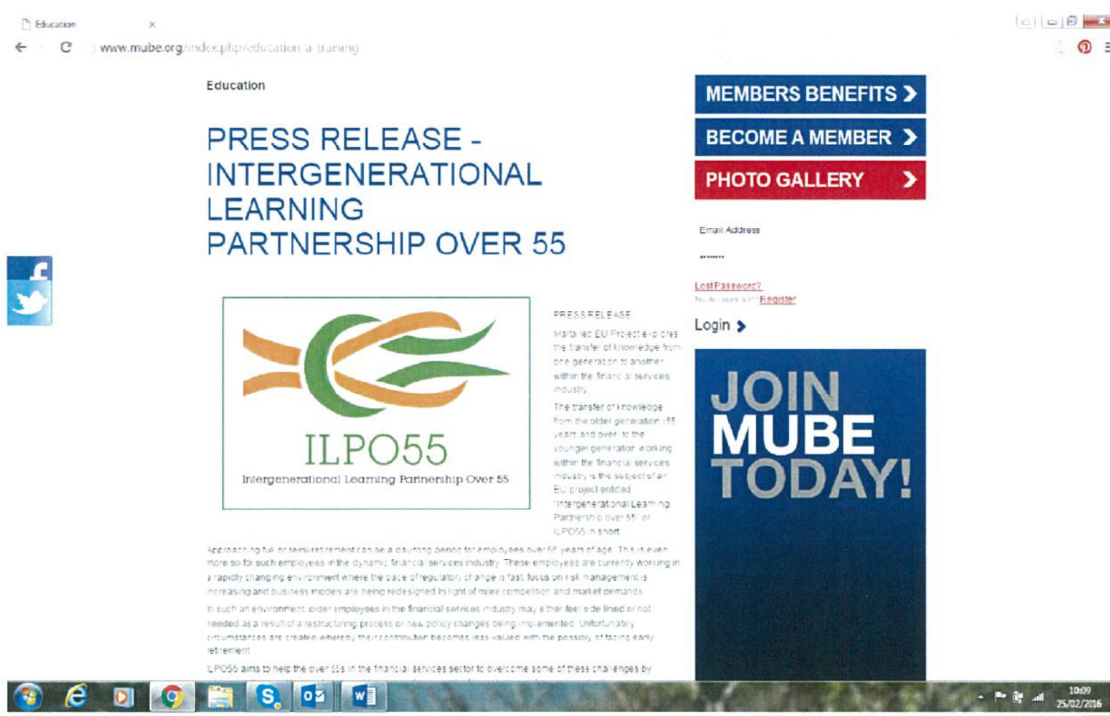 Education
www.mube.org/index.php/education-a-training
Education
PRESS RELEASE -
INTERGENERATIONAL
LEARNING
PARTNERSHIP OVER 55
ILPO55
Intergenerational Learning Partnership Over 55
PRESS RELEASE
Malta led EU Project explores
the transfer of knowledge from
one generation to another
within the financial services
industry
The transfer of knowledge
from the older generation (55
years and over) to the
younger generation working
within the financial services
industry is the subject of an
EU project entitled
"Intergenerational Learning
Partnership over 55" or
ILPO55 in short
Approaching full or semi-retirement can be a daunting period for employees over 55 years of age. This is even
more so for such employees in the dynamic financial services industry. These employees are currently working in
a rapidly changing environment where the pace of regulatory change is fast, focus on risk management is
increasing and business models are being redesigned in light of more competition and market demands.
In such an environment, older employees in the financial services industry may either feel side lined or not
needed as a result of a restructuring process or new policy changes being implemented. Unfortunately
circumstances are created whereby their contribution becomes less valued with the possibly of facing early
retirement
ILPO55 aims to help the over 55s in the financial services sector to overcome some of these challenges by
MEMBERS BENEFITS
BECOME A MEMBER
PHOTO GALLERY
Email Address
Lost Password?
No account yet? Register
Login
JOIN
MUBE
TODAY!
10:09
25/02/2016